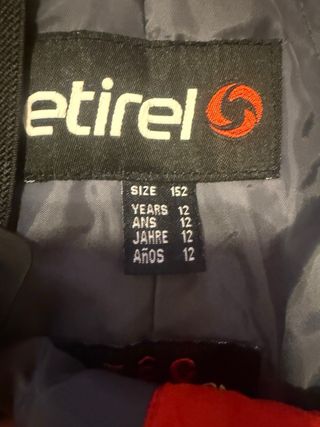 etirel
SIZE 152
YEARS 12
ANS 12
JAHRE 12
AñOS 12